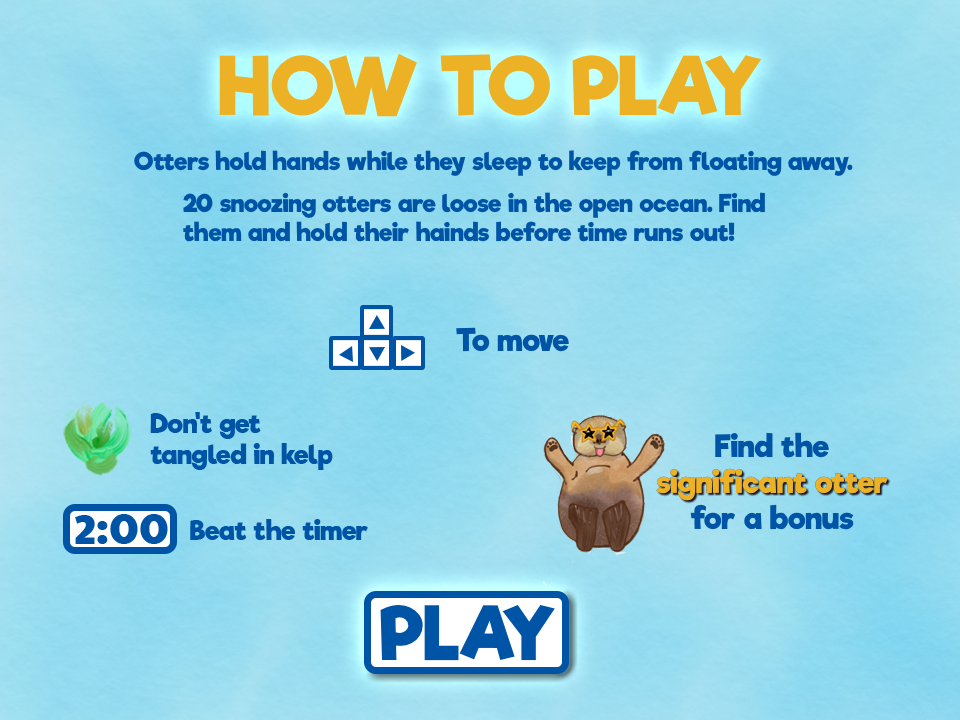 HOW TO PLAY
Otters hold hands while they sleep to keep from floating away.
20 snoozing otters are loose in the open ocean. Find
them and hold their hainds before time runs out!
To move
Don't get
tangled in kelp
2:00 Beat the timer
Find the
significant otter
for a bonus
PLAY